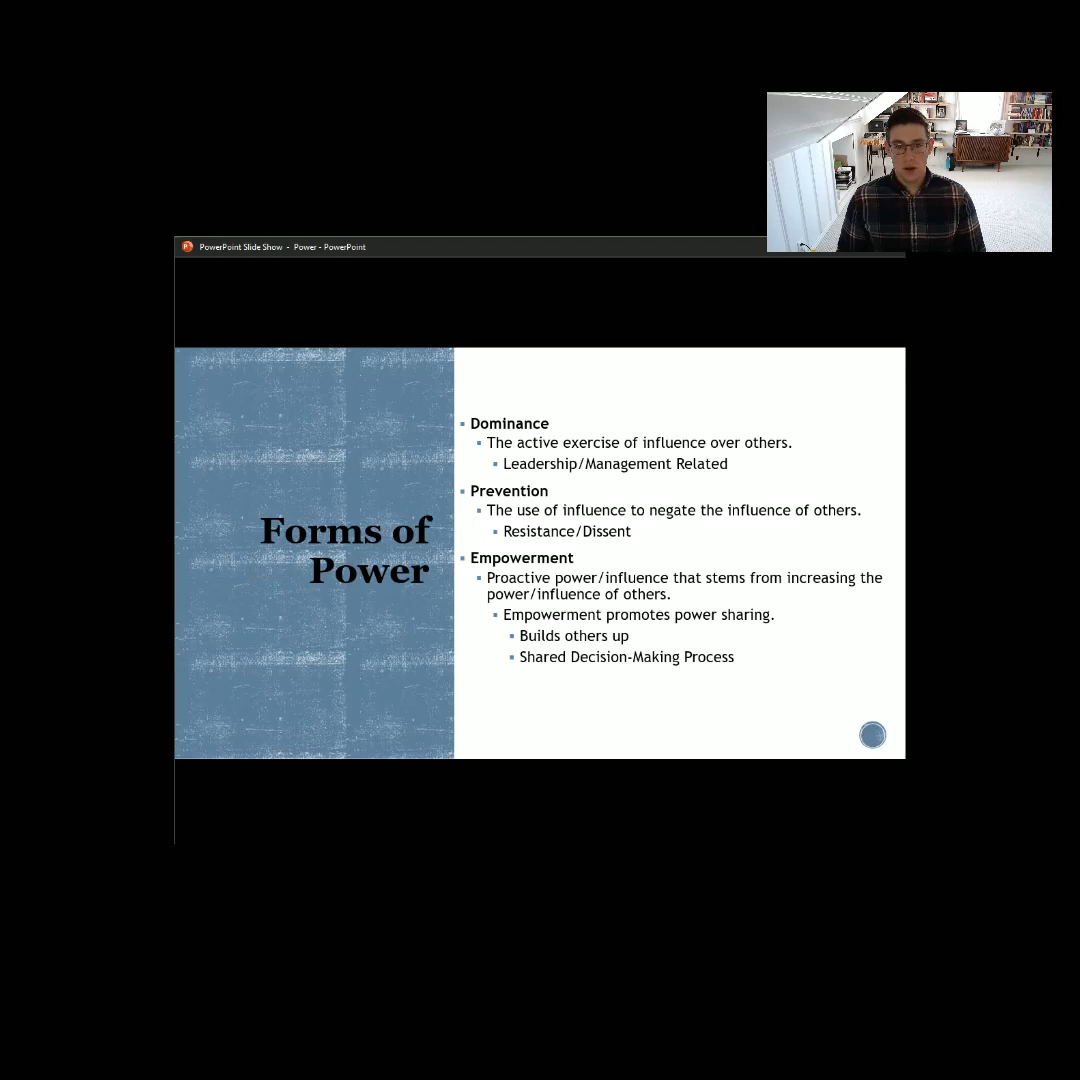 PowerPoint Slide Show - Power - PowerPoint
Forms of
Power
Dominance
The active exercise of influence over others.
Leadership/Management Related
Prevention
The use of influence to negate the influence of others.
Resistance/Dissent
Empowerment
Proactive power/influence that stems from increasing the
power/influence of others.
Empowerment promotes power sharing.
Builds others up
Shared Decision-Making Process